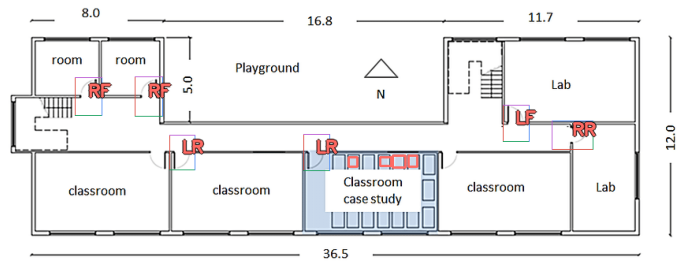 8.0
16.8
11.7
room
room
Playground
5.0
N
Lab
12.0
RF
RF
LF
RR
LR
LR
classroom
classroom
Classroom
case study
classroom
Lab
36.5